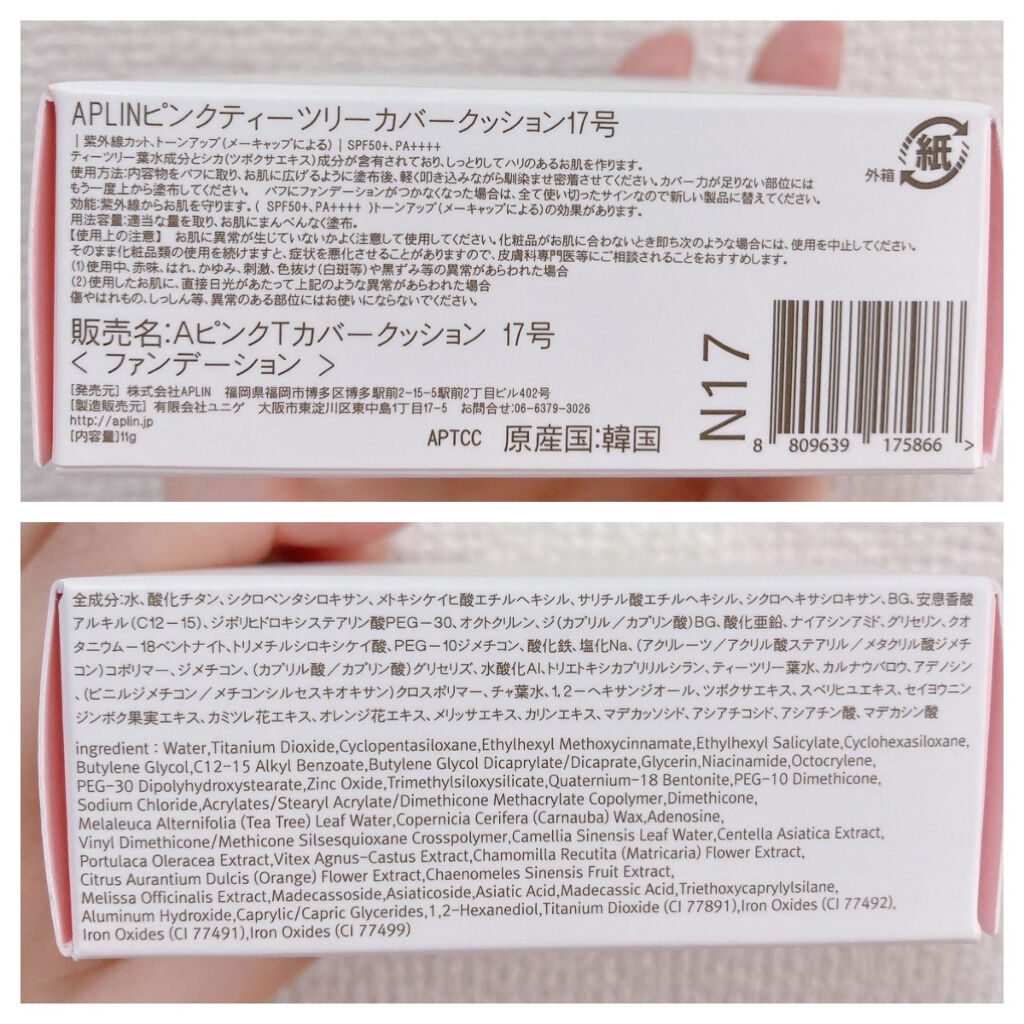 APLINピンクティーツリーカバークッション17号
|紫外線カット、トーンアップ(メーキャップによる)|SPF50+、PA++++
ティーツリー葉水成分とシカ(ツボクサエキス)成分が含有されており、しっとりしてハリのあるお肌を作ります。
使用方法:内容物をパフに取り、お肌に広げるように塗布後、軽く叩き込みながら馴染ませ密着させてください。カバー力が足りない部位には
もう一度上から塗布してください。 パフにファンデーションがつかなくなった場合は、全て使い切ったサインなので新しい製品に替えてください。
効能:紫外線からお肌を守ります。( SPF50+、PA++++ )トーンアップ(メーキャップによる)の効果があります。
用法容量:適当な量を取り、お肌にまんべんなく塗布。
【使用上の注意】 お肌に異常が生じていないかよく注意して使用してください。化粧品がお肌に合わないとき即ち次のような場合には、使用を中止してください。
そのまま化粧品類の使用を続けますと、症状を悪化させることがありますので、皮膚科専門医等にご相談されることをおすすめします。
(1)使用中、赤味、はれ、かゆみ、刺激、色抜け(白斑等)や黒ずみ等の異常があらわれた場合
(2)使用したお肌に、直接日光があたって上記のような異常があらわれた場合
傷やはれもの、しっしん等、異常のある部位にはお使いにならないでください。
外箱
紙
販売名:AピンクTカバークッション 17号
< ファンデーション >
[発売元] 株式会社APLIN 福岡県福岡市博多区博多駅前2-15-5駅前2丁目ビル402号
[製造販売元] 有限会社ユニゲ 大阪市東淀川区東中島1丁目17-5 お問合せ:06-6379-3026
http://aplin.jp
[内容量]11g
APTCC 原産国:韓国
N17
8 809639 175866 >
全成分:水、酸化チタン、シクロペンタシロキサン、メトキシケイヒ酸エチルヘキシル、サリチル酸エチルヘキシル、シクロヘキサシロキサン、BG、安息香酸
アルキル(C12-15)、ジポリヒドロキシステアリン酸PEG-30、オクトクリレン、ジ(カプリル/カプリン酸)BG、酸化亜鉛、ナイアシンアミド、グリセリン、クオ
タニウム-18ベントナイト、トリメチルシロキシケイ酸、PEG-10ジメチコン、酸化鉄、塩化Na、(アクリレーツ/アクリル酸ステアリル/メタクリル酸ジメチ
コン)コポリマー、ジメチコン、(カプリル酸/カプリン酸)グリセリズ、水酸化Al、トリエトキシカプリリルシラン、ティーツリー葉水、カルナウバロウ、アデノシン
、(ビニルジメチコン/メチコンシルセスキオキサン)クロスポリマー、チャ葉水、1,2-ヘキサンジオール、ツボクサエキス、スベリヒユエキス、セイヨウニン
ジンボク果実エキス、カミツレ花エキス、オレンジ花エキス、メリッサエキス、カリンエキス、マデカッソシド、アシアチコシド、アシアチン酸、マデカシン酸
ingredient : Water,Titanium Dioxide,Cyclopentasiloxane,Ethylhexyl Methoxycinnamate,Ethylhexyl Salicylate,Cyclohexasiloxane,
Butylene Glycol,C12-15 Alkyl Benzoate,Butylene Glycol Dicaprylate/Dicaprate,Glycerin,Niacinamide,Octocrylene,
PEG-30 Dipolyhydroxystearate,Zinc Oxide,Trimethylsiloxysilicate,Quaternium-18 Bentonite,PEG-10 Dimethicone,
Sodium Chloride,Acrylates/Stearyl Acrylate/Dimethicone Methacrylate Copolymer,Dimethicone,
Melaleuca Alternifolia (Tea Tree) Leaf Water,Copernicia Cerifera (Carnauba) Wax,Adenosine,
Vinyl Dimethicone/Methicone Silsesquioxane Crosspolymer,Camellia Sinensis Leaf Water,Centella Asiatica Extract,
Portulaca Oleracea Extract,Vitex Agnus-Castus Extract,Chamomilla Recutita (Matricaria) Flower Extract,
Citrus Aurantium Dulcis (Orange) Flower Extract,Chaenomeles Sinensis Fruit Extract,
Melissa Officinalis Extract,Madecassoside,Asiaticoside,Asiatic Acid,Madecassic Acid,Triethoxycaprylylsilane,
Aluminum Hydroxide,Caprylic/Capric Glycerides,1,2-Hexanediol,Titanium Dioxide (CI 77891),Iron Oxides (CI 77492),
Iron Oxides (CI 77491),Iron Oxides (CI 77499)